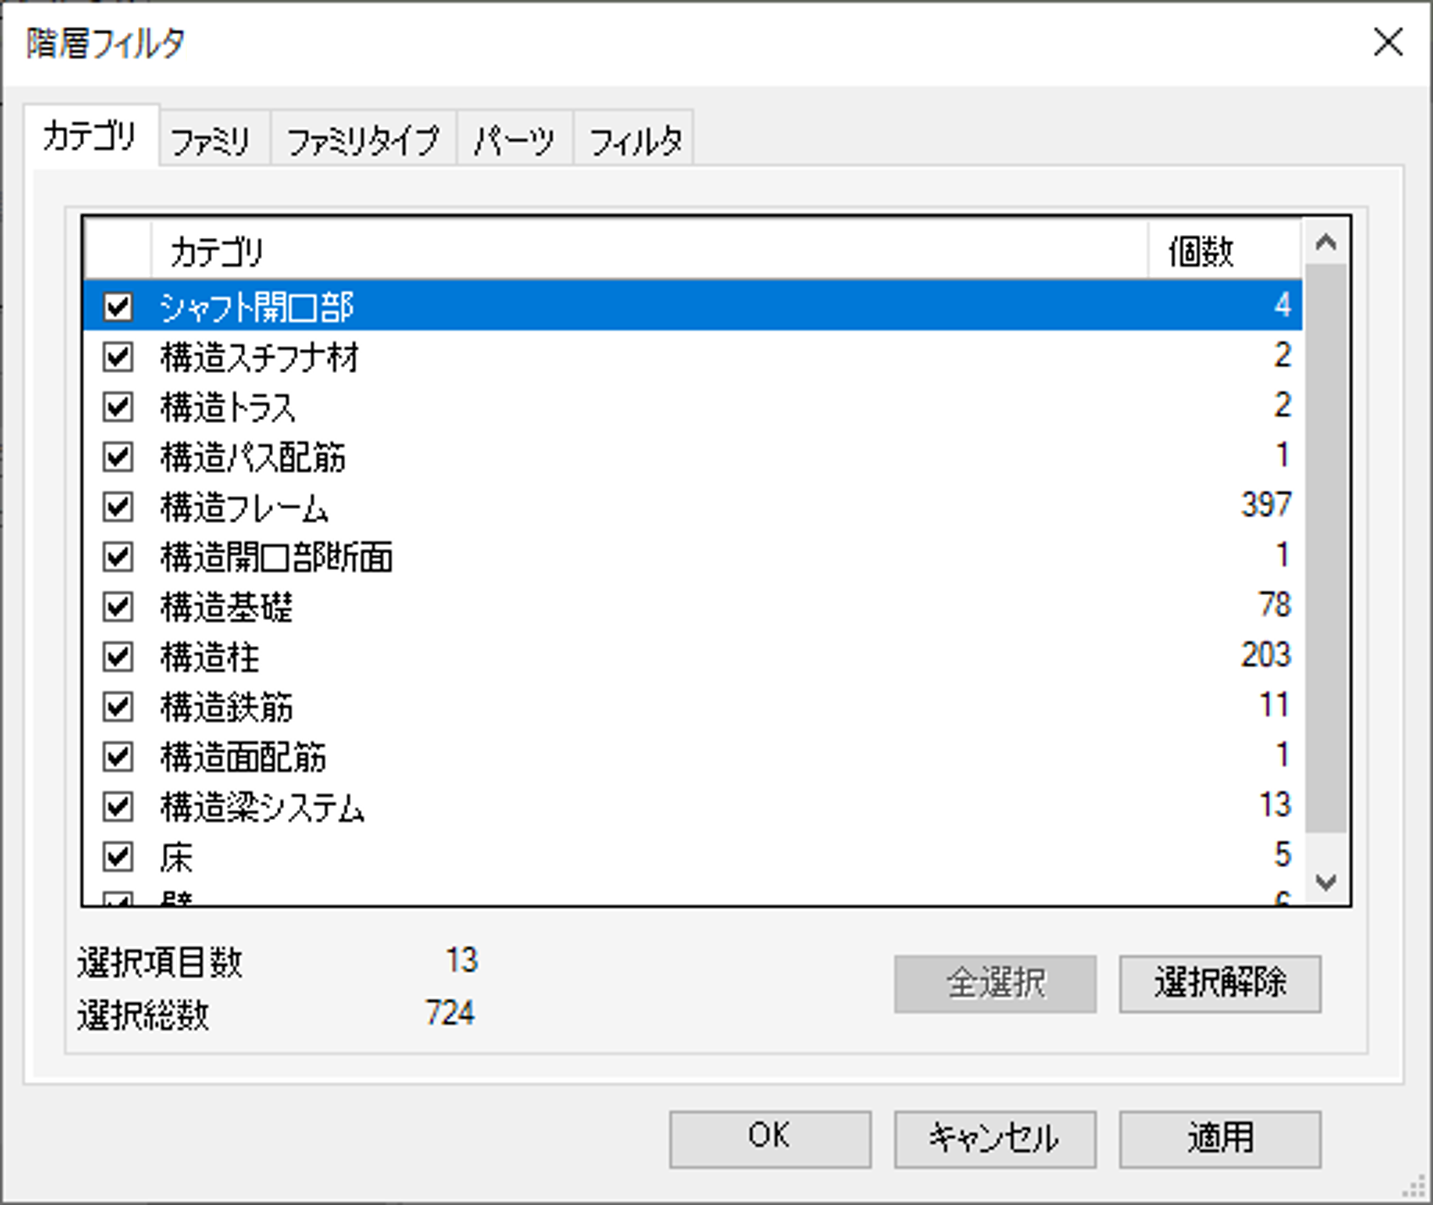 階層フィルタ
カテゴリ ファミリ ファミリタイプ パーツ フィルタ
カテゴリ 個数
シャフト開口部 4
構造スチフナ材 2
構造トラス 2
構造パス配筋 1
構造フレーム 397
構造開口部断面 1
構造基礎 78
構造柱 203
構造鉄筋 11
構造面配筋 1
構造梁システム 13
床 5
壁 6
選択項目数 13
選択総数 724
全選択 選択解除
OK キャンセル 適用